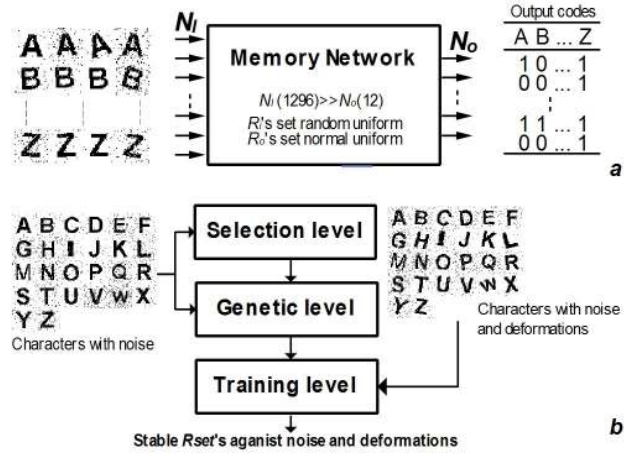 Output codes
A B ... Z
1 0 ... 1
0 0 ... 1
1 1 ... 1
0 0 ... 1
A A A A
B B B B
Z Z Z Z
NI
Memory Network
NI (1296)>>No(12)
RI's set random uniform
Ro's set normal uniform
No
a
A B C D E F
G H I J K L
M N O P Q R
S T U V W X
Y Z
Characters with noise
Selection level
Genetic level
Training level
A B C D E F
G H I J K L
M N O P Q R
S T U V W X
Y Z
Characters with noise
and deformations
Stable Rset's aganist noise and deformations
b